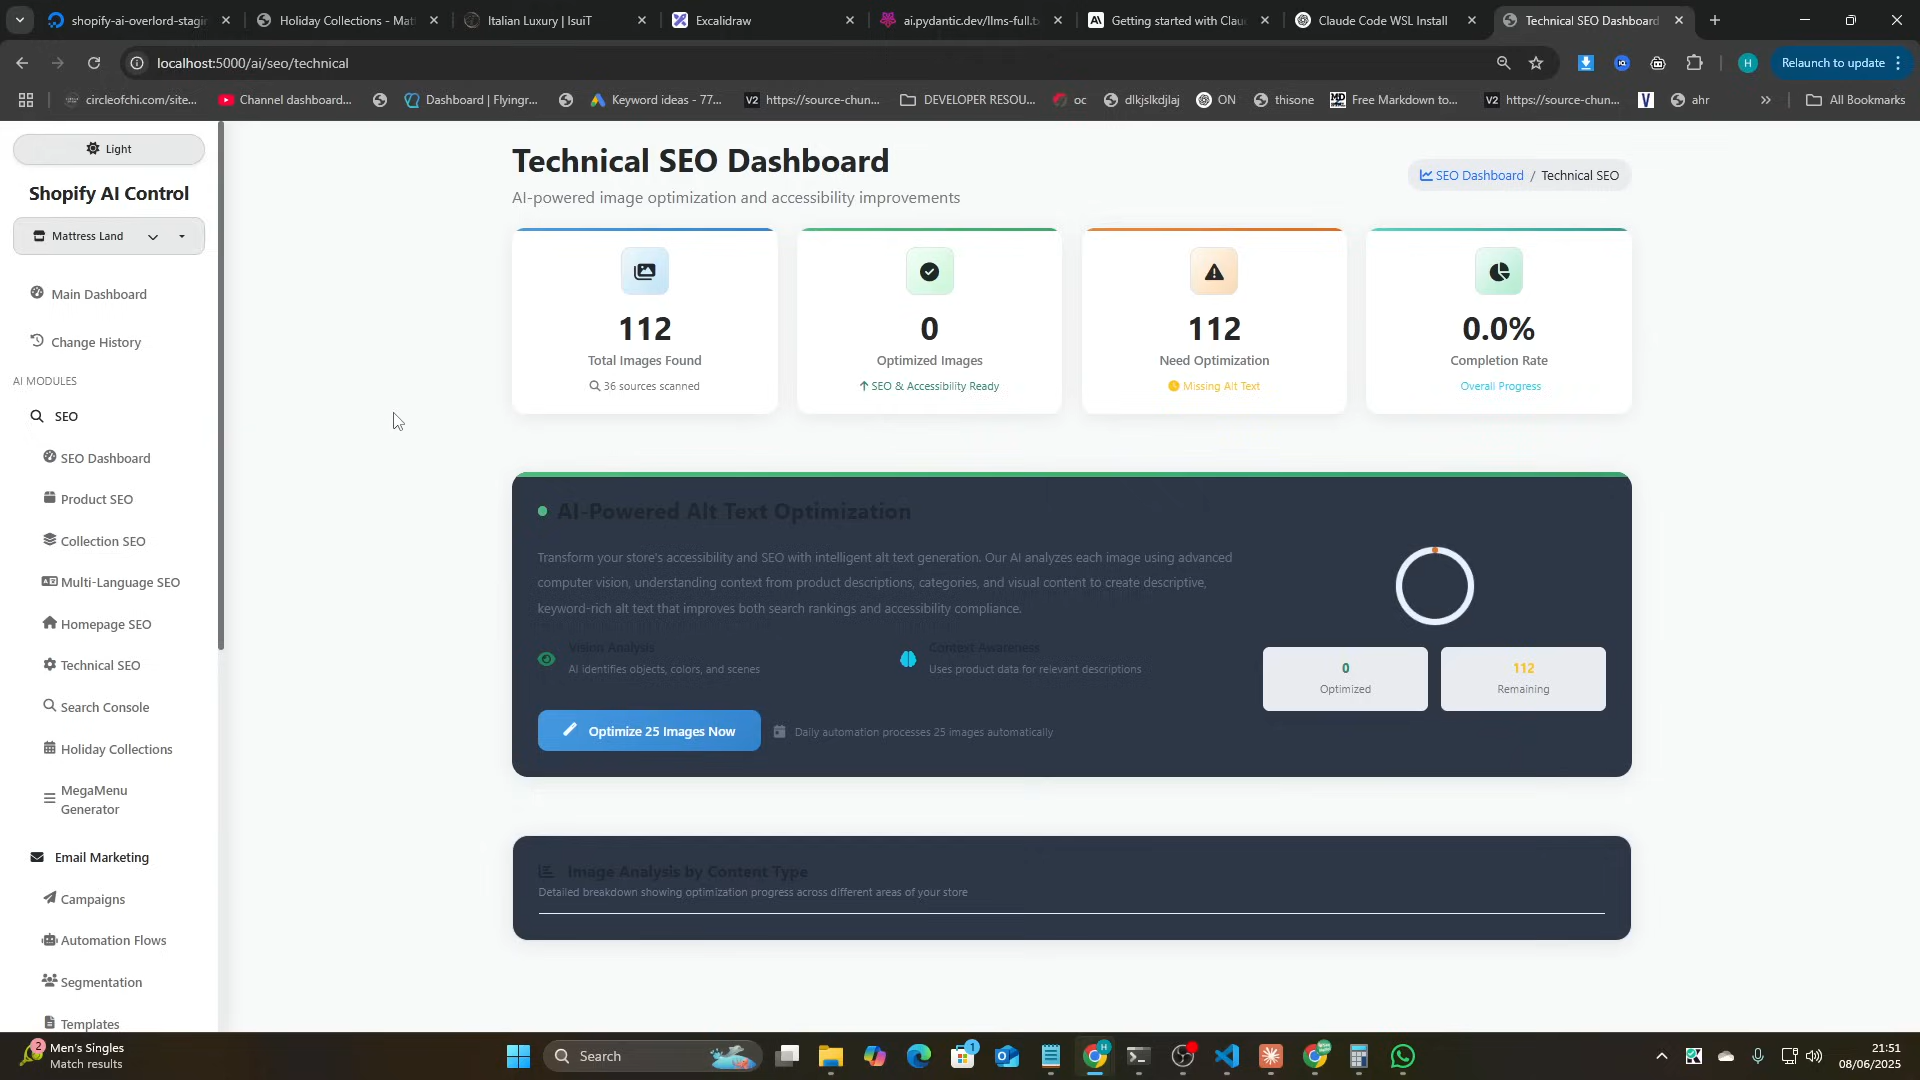 shopify-ai-overlord-stagin
Holiday Collections - Matt
Italian Luxury | IsuiT
Excalidraw
ai.pydantic.dev/llms-full.tx
Getting started with Claud
Claude Code WSL Install
Technical SEO Dashboard
localhost:5000/ai/seo/technical
H
Relaunch to update
circleofchi.com/site...
Channel dashboard...
Dashboard | Flyingr...
Keyword ideas - 77...
https://source-chun...
DEVELOPER RESOU...
oc
dlkjslkdjlaj
ON
thisone
Free Markdown to...
https://source-chun...
ahr
All Bookmarks
Light
Shopify AI Control
Mattress Land
Main Dashboard
Change History
AI MODULES
SEO
SEO Dashboard
Product SEO
Collection SEO
Multi-Language SEO
Homepage SEO
Technical SEO
Search Console
Holiday Collections
MegaMenu
Generator
Email Marketing
Campaigns
Automation Flows
Segmentation
Templates
Technical SEO Dashboard
AI-powered image optimization and accessibility improvements
SEO Dashboard / Technical SEO
112
Total Images Found
36 sources scanned
0
Optimized Images
SEO & Accessibility Ready
112
Need Optimization
Missing Alt Text
0.0%
Completion Rate
Overall Progress
AI-Powered Alt Text Optimization
Transform your store's accessibility and SEO with intelligent alt text generation. Our AI analyzes each image using advanced
computer vision, understanding context from product descriptions, categories, and visual content to create descriptive,
keyword-rich alt text that improves both search rankings and accessibility compliance.
Vision Analysis
AI identifies objects, colors, and scenes
Context Awareness
Uses product data for relevant descriptions
Optimize 25 Images Now
Daily automation processes 25 images automatically
0
Optimized
112
Remaining
Image Analysis by Content Type
Detailed breakdown showing optimization progress across different areas of your store
2
Men's Singles
Match results
Search
1
21:51
08/06/2025